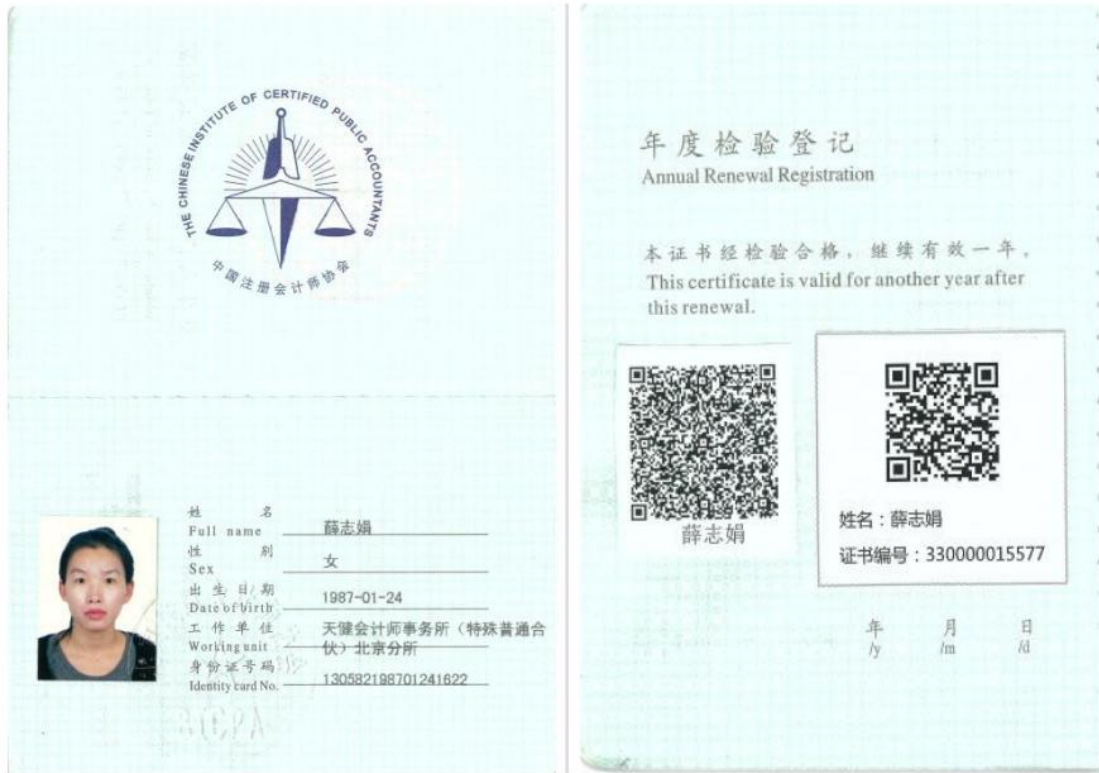 THE CHINESE INSTITUTE OF CERTIFIED PUBLIC ACCOUNTANTS
中国注册会计师协会
姓名 薛志娟
Full name
性别 女
Sex
出生日期 1987-01-24
Date of birth
工作单位 天健会计师事务所（特殊普通合
Working unit 伙）北京分所
身份证号码 130582198701241622
Identity card No.
年度检验登记
Annual Renewal Registration
本证书经检验合格，继续有效一年。
This certificate is valid for another year after
this renewal.
薛志娟
姓名：薛志娟
证书编号：330000015577
年 月 日
/y /m /d